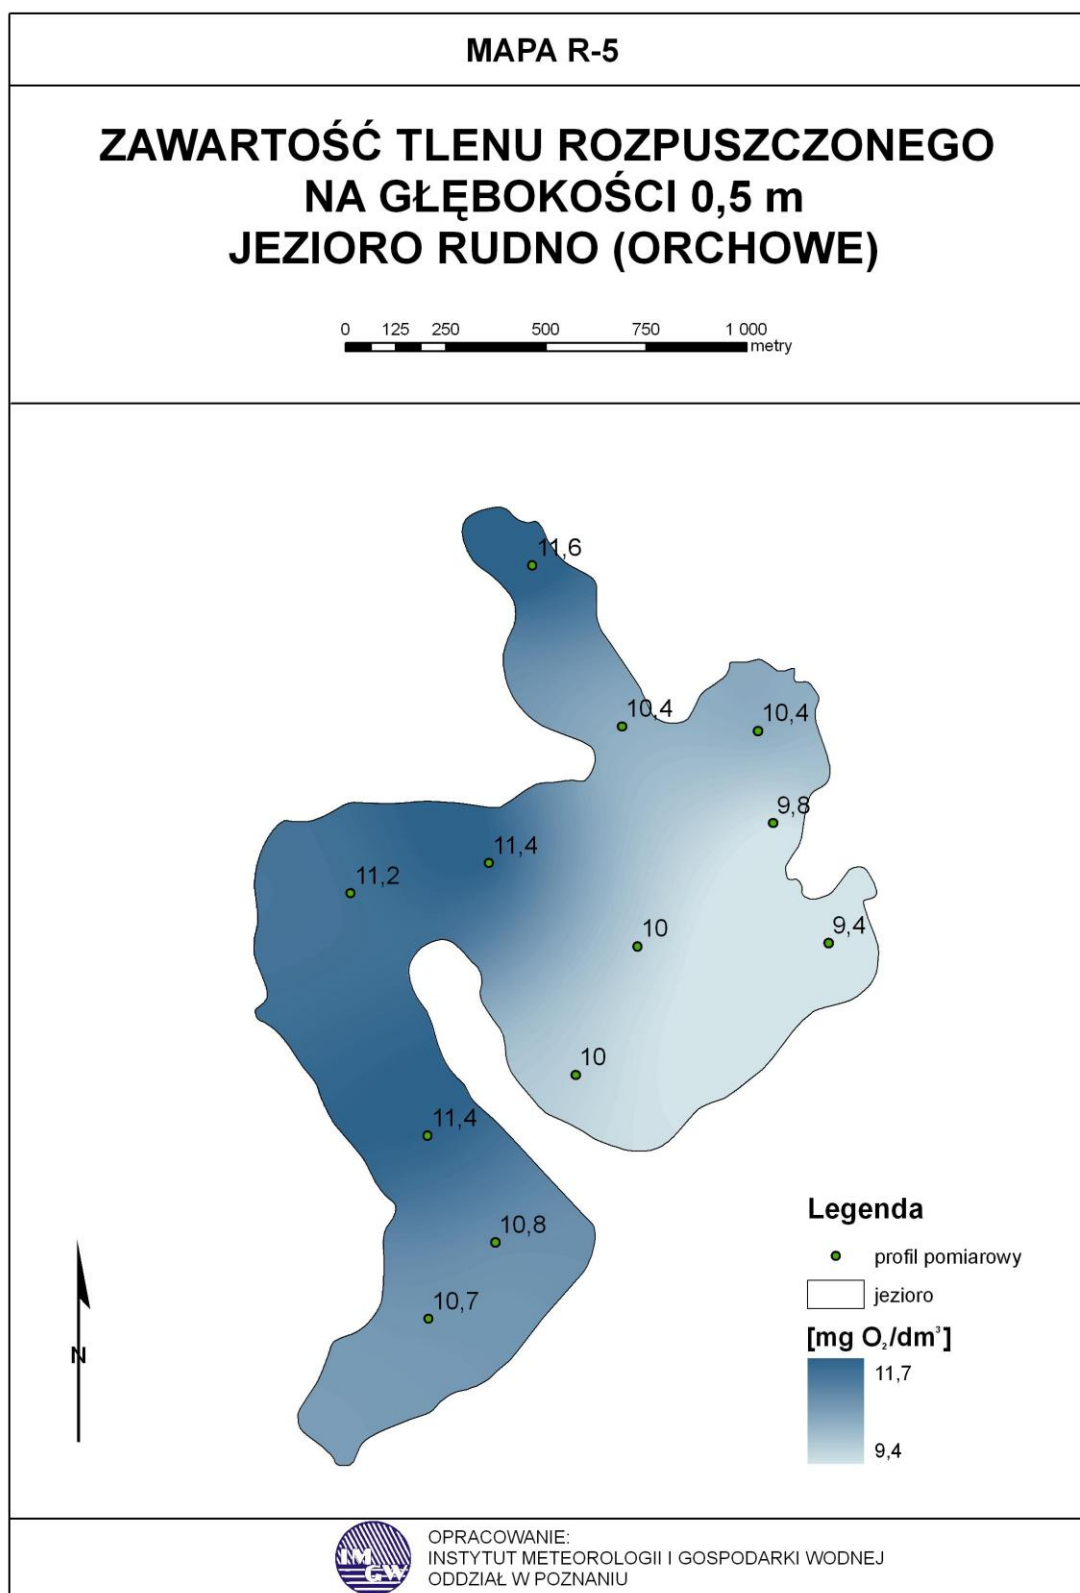 MAPA R-5
ZAWARTOŚĆ TLENU ROZPUSZCZONEGO
NA GŁĘBOKOŚCI 0,5 m
JEZIORO RUDNO (ORCHOWE)
0 125 250 500 750 1 000
metry
11,6
10,4
10,4
9,8
11,4
11,2
10
9,4
10
11,4
10,8
10,7
Legenda
profil pomiarowy
jezioro
[mg O₂/dm³]
11,7
9,4
N
IM
GW
OPRACOWANIE:
INSTYTUT METEOROLOGII I GOSPODARKI WODNEJ
ODDZIAŁ W POZNANIU